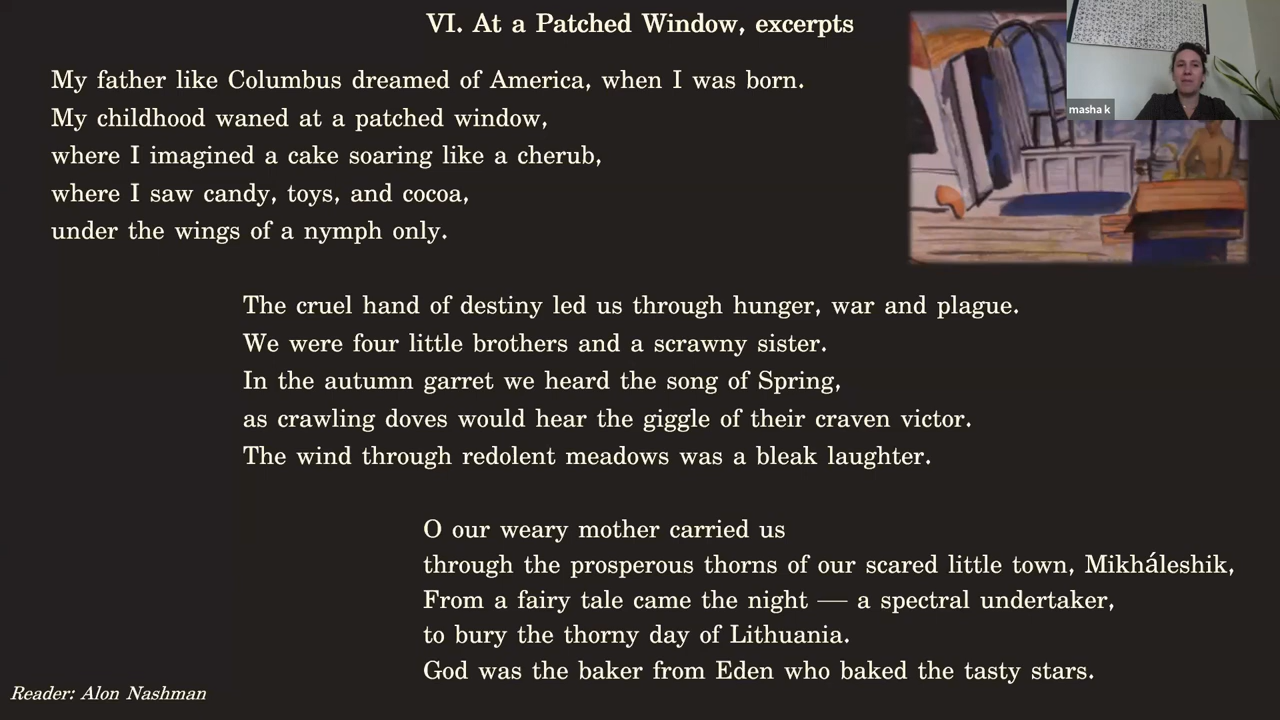 VI. At a Patched Window, excerpts
masha k
My father like Columbus dreamed of America, when I was born.
My childhood waned at a patched window,
where I imagined a cake soaring like a cherub,
where I saw candy, toys, and cocoa,
under the wings of a nymph only.
The cruel hand of destiny led us through hunger, war and plague.
We were four little brothers and a scrawny sister.
In the autumn garret we heard the song of Spring,
as crawling doves would hear the giggle of their craven victor.
The wind through redolent meadows was a bleak laughter.
O our weary mother carried us
through the prosperous thorns of our scared little town, Mikháleshik,
From a fairy tale came the night — a spectral undertaker,
to bury the thorny day of Lithuania.
God was the baker from Eden who baked the tasty stars.
Reader: Alon Nashman